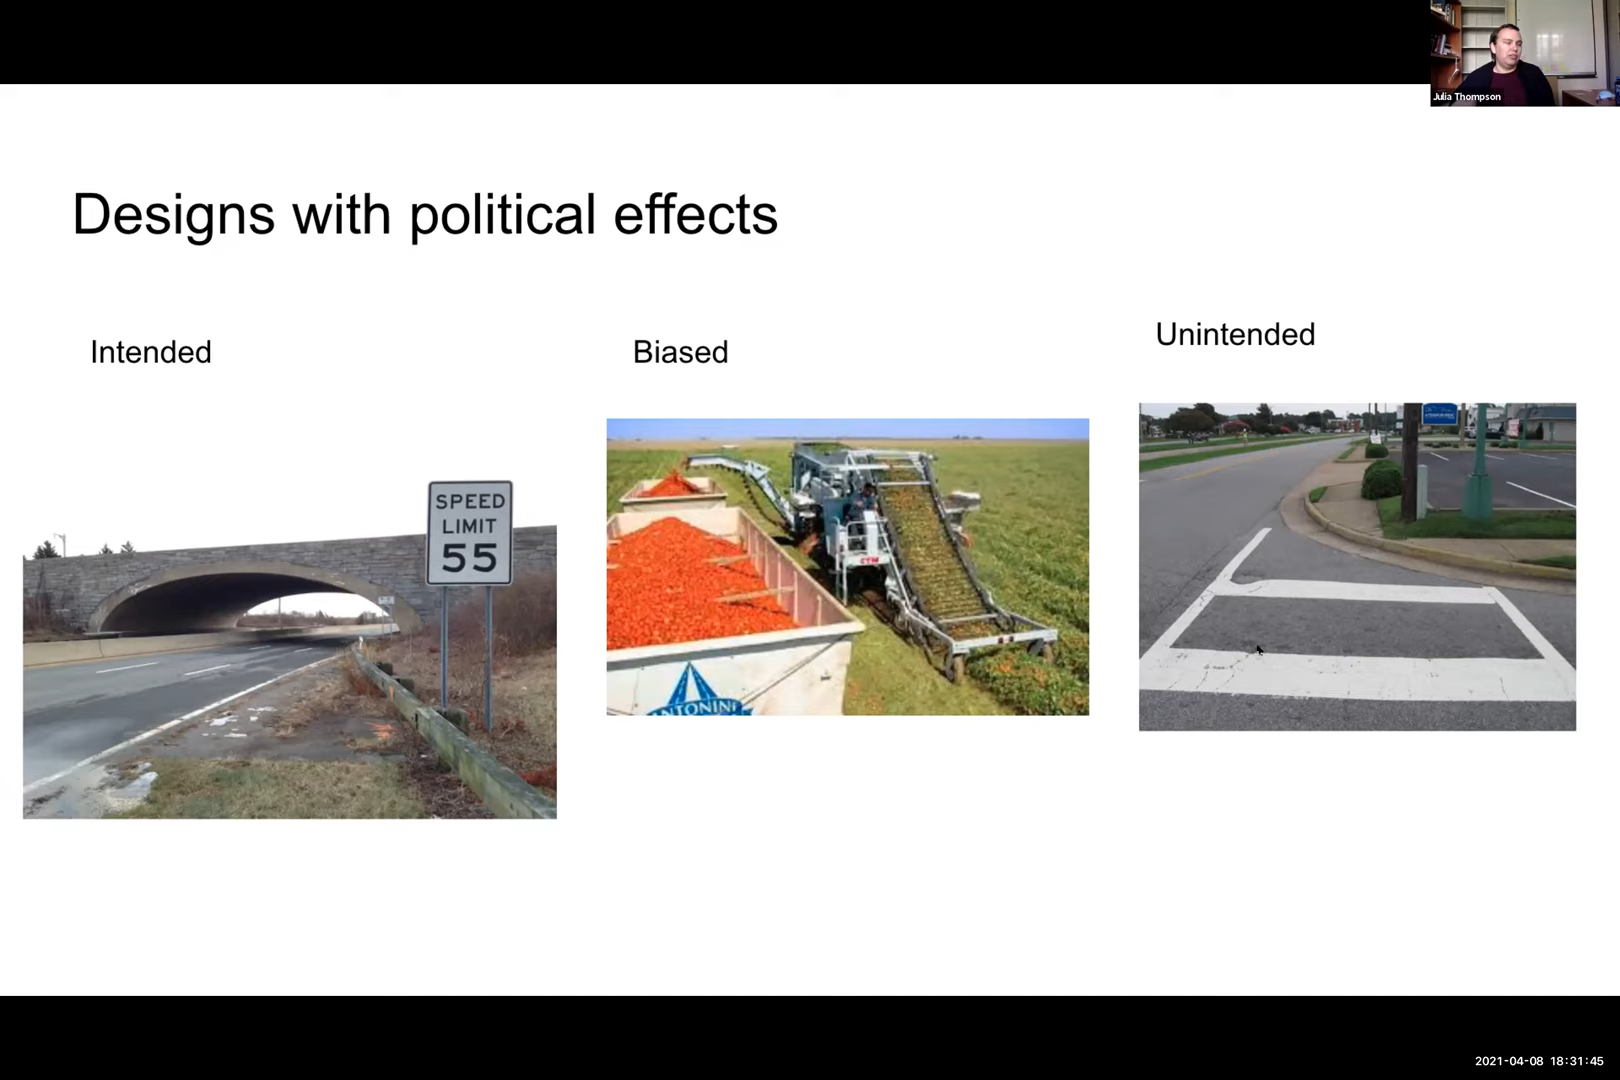 Julia Thompson
Designs with political effects
Intended
Biased
Unintended
SPEED
LIMIT
55
ANTONINI
2021-04-08 18:31:45